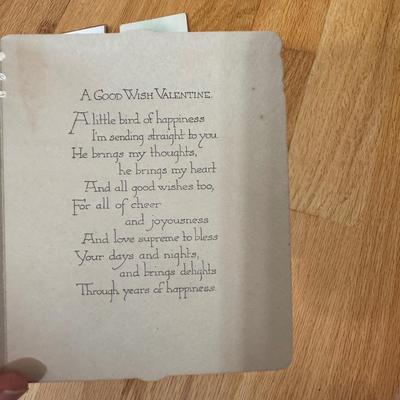 A Good Wish Valentine.
A little bird of happiness
I'm sending straight to you.
He brings my thoughts,
he brings my heart
And all good wishes too,
For all of cheer
and joyousness
And love supreme to bless
Your days and nights,
and brings delights
Through years of happiness.